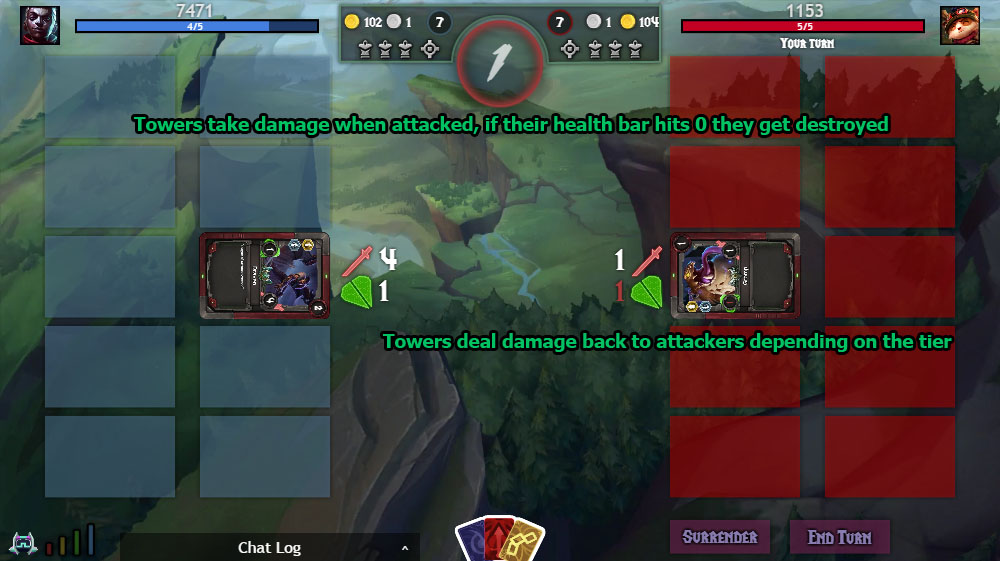 7471
4/5
102 1 7
7 1 104
1153
5/5
Your turn
Towers take damage when attacked, if their health bar hits 0 they get destroyed
4
1
1
1
Towers deal damage back to attackers depending on the tier
Chat Log
Surrender
End Turn